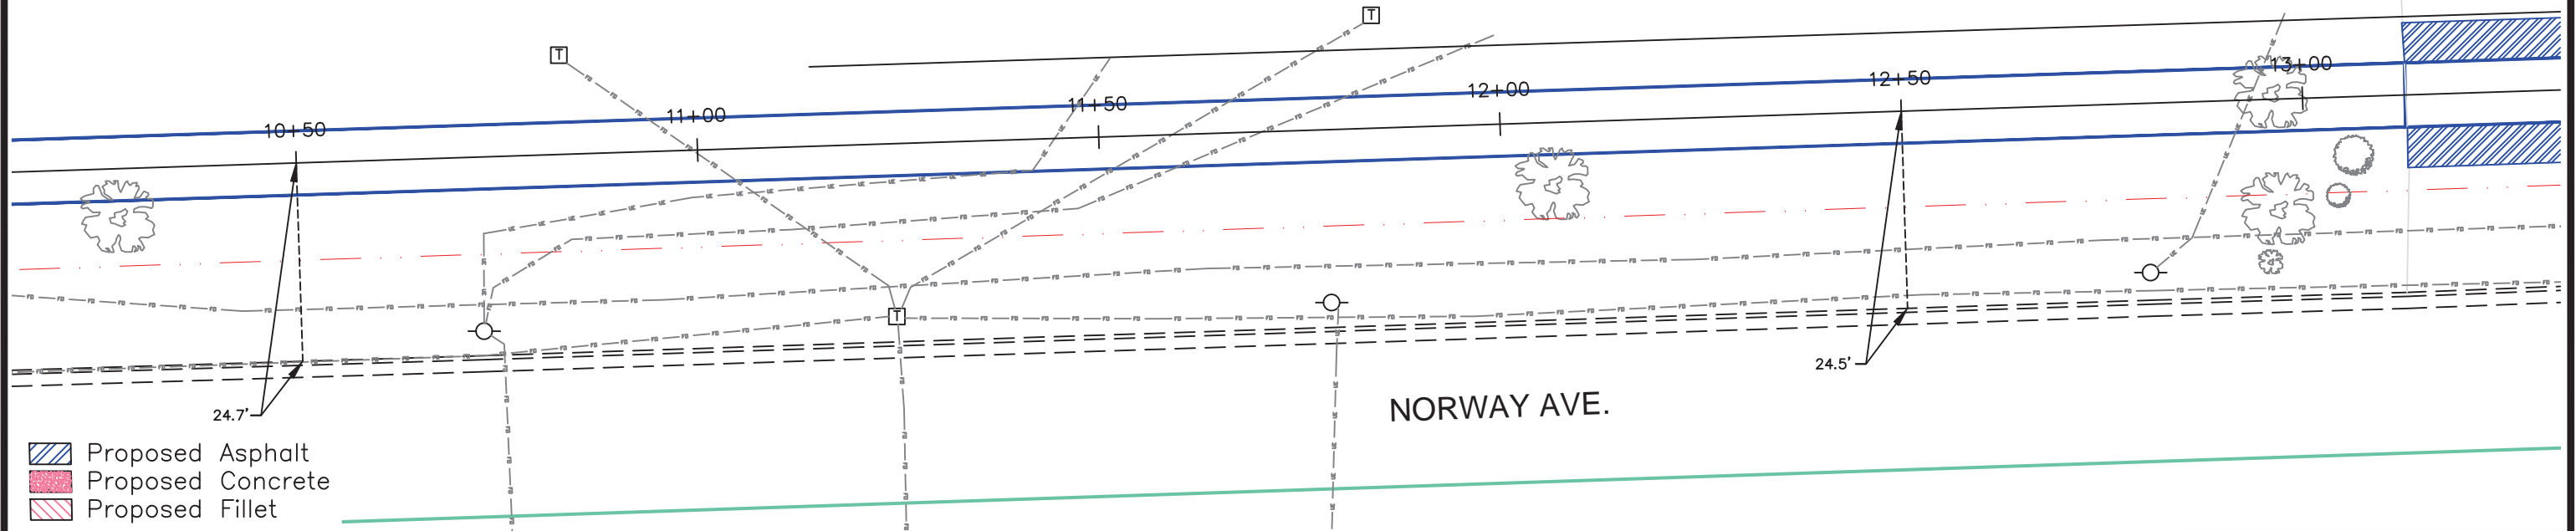 T
T
10+50
11+00
11+50
12+00
12+50
13+00
T
24.7'
24.5'
NORWAY AVE.
Proposed Asphalt
Proposed Concrete
Proposed Fillet